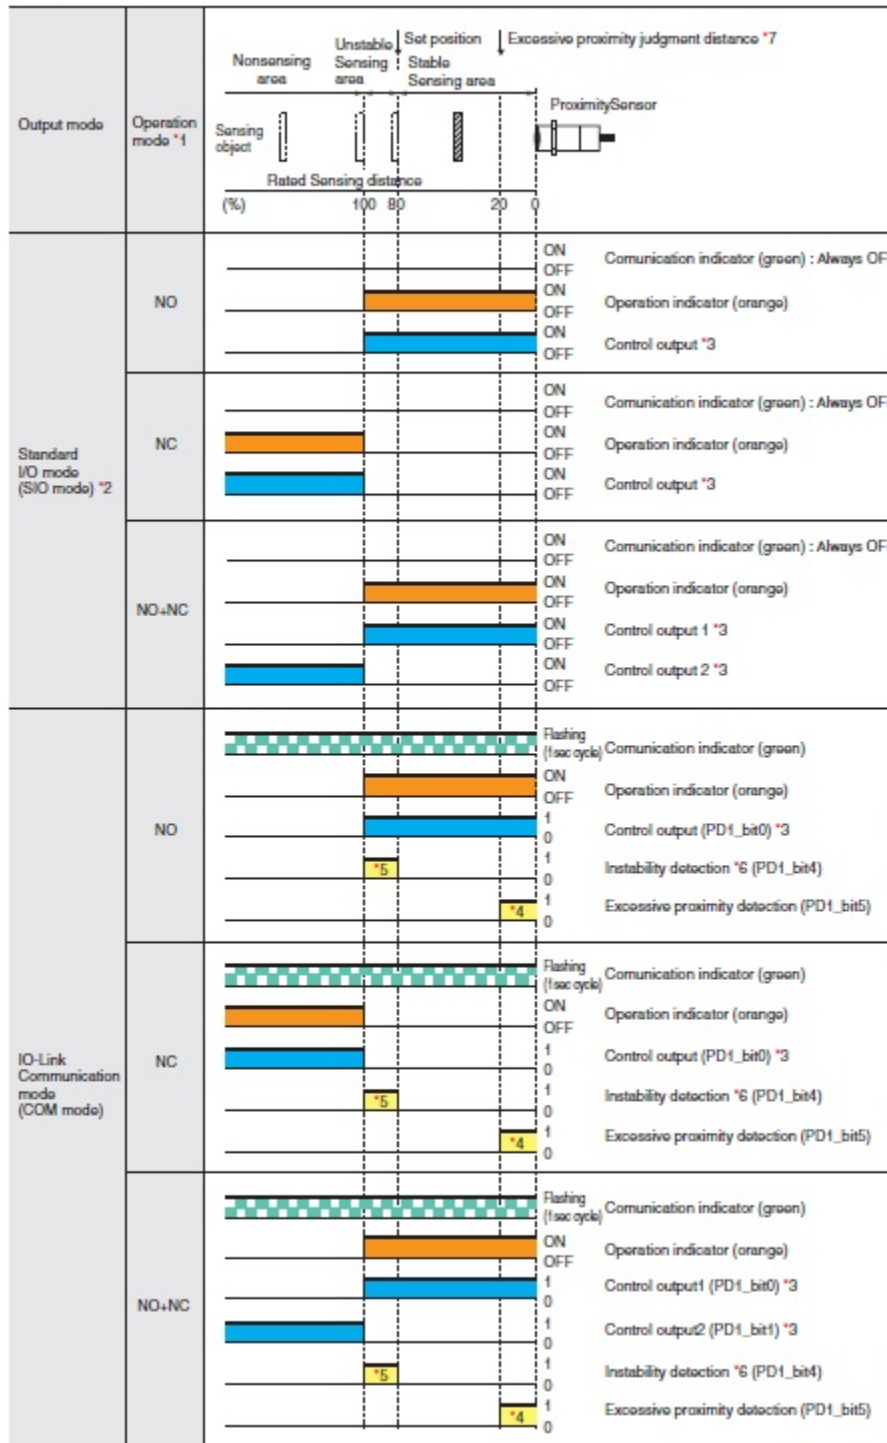 Output mode
Operation
mode *1
Nonsensing
area
Unstable
Sensing
area
Set position
Stable
Sensing area
Excessive proximity judgment distance *7
ProximitySensor
Sensing
object
Rated Sensing distance
(%) 100 80 20 0
Standard
I/O mode
(SIO mode) *2
NO
ON
OFF
Comunication indicator (green) : Always OF
ON
OFF
Operation indicator (orange)
ON
OFF
Control output *3
NC
ON
OFF
Comunication indicator (green) : Always OF
ON
OFF
Operation indicator (orange)
ON
OFF
Control output *3
NO+NC
ON
OFF
Comunication indicator (green) : Always OF
ON
OFF
Operation indicator (orange)
ON
OFF
Control output 1 *3
ON
OFF
Control output 2 *3
IO-Link
Communication
mode
(COM mode)
NO
Flashing
(1sec cycle)
Comunication indicator (green)
ON
OFF
Operation indicator (orange)
1
0
Control output (PD1_bit0) *3
*5
1
0
Instability detection *6 (PD1_bit4)
*4
1
0
Excessive proximity detection (PD1_bit5)
NC
Flashing
(1sec cycle)
Comunication indicator (green)
ON
OFF
Operation indicator (orange)
1
0
Control output (PD1_bit0) *3
*5
1
0
Instability detection *6 (PD1_bit4)
*4
1
0
Excessive proximity detection (PD1_bit5)
NO+NC
Flashing
(1sec cycle)
Comunication indicator (green)
ON
OFF
Operation indicator (orange)
1
0
Control output1 (PD1_bit0) *3
1
0
Control output2 (PD1_bit1) *3
*5
1
0
Instability detection *6 (PD1_bit4)
*4
1
0
Excessive proximity detection (PD1_bit5)